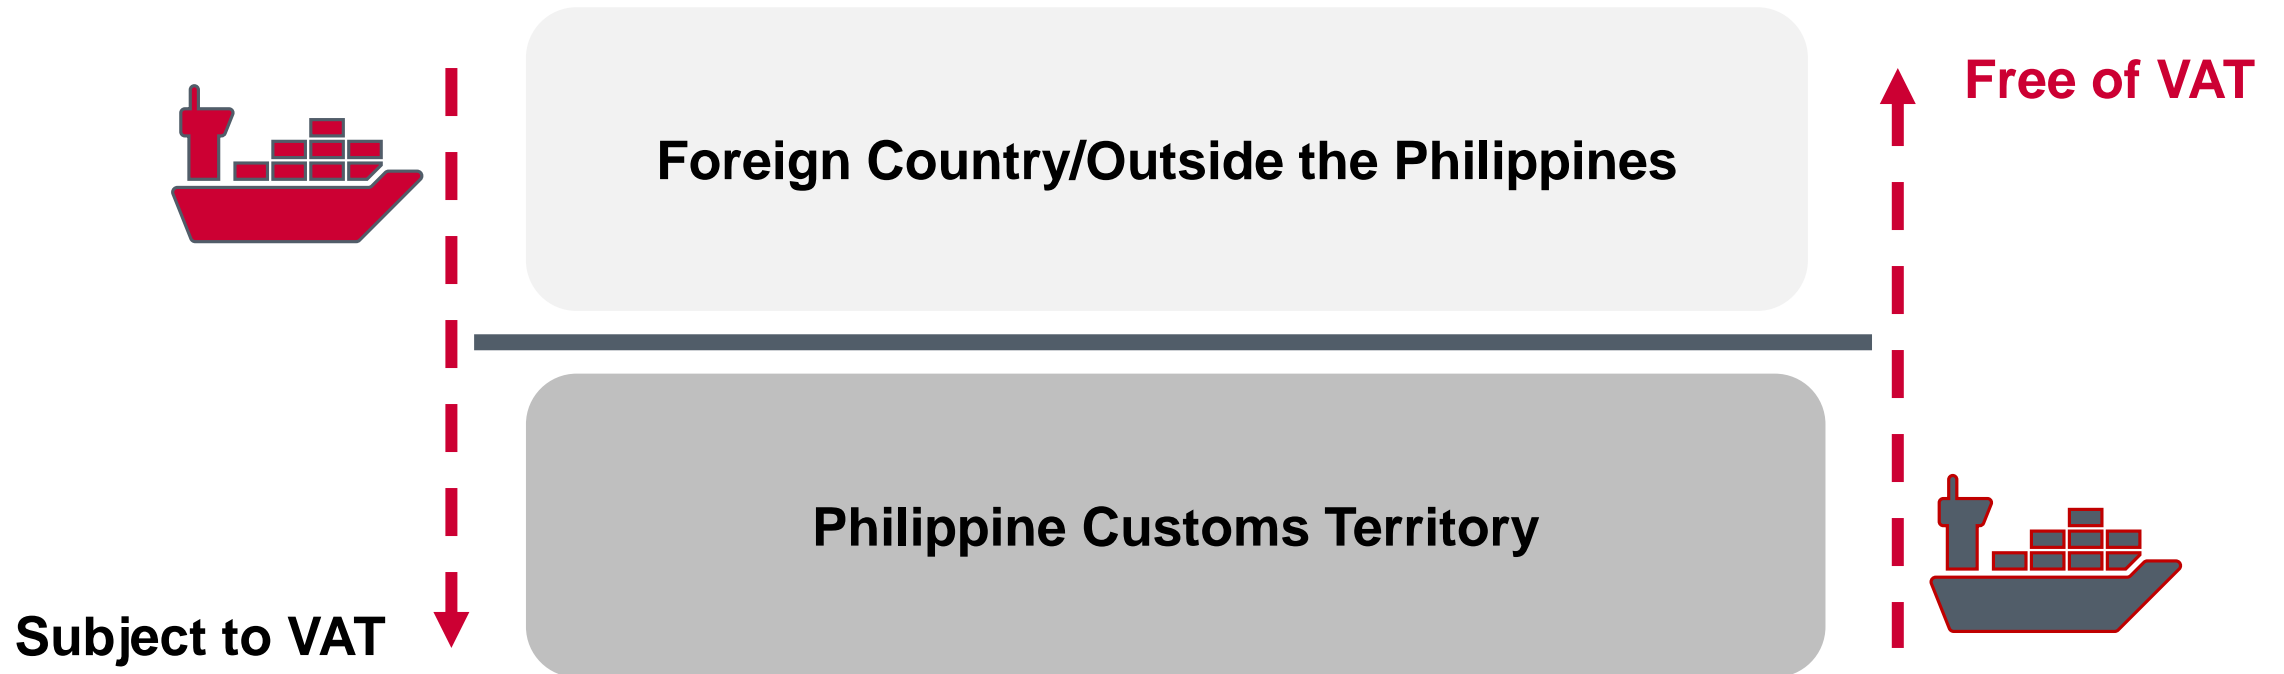 Free of VAT
Foreign Country/Outside the Philippines
Philippine Customs Territory
Subject to VAT